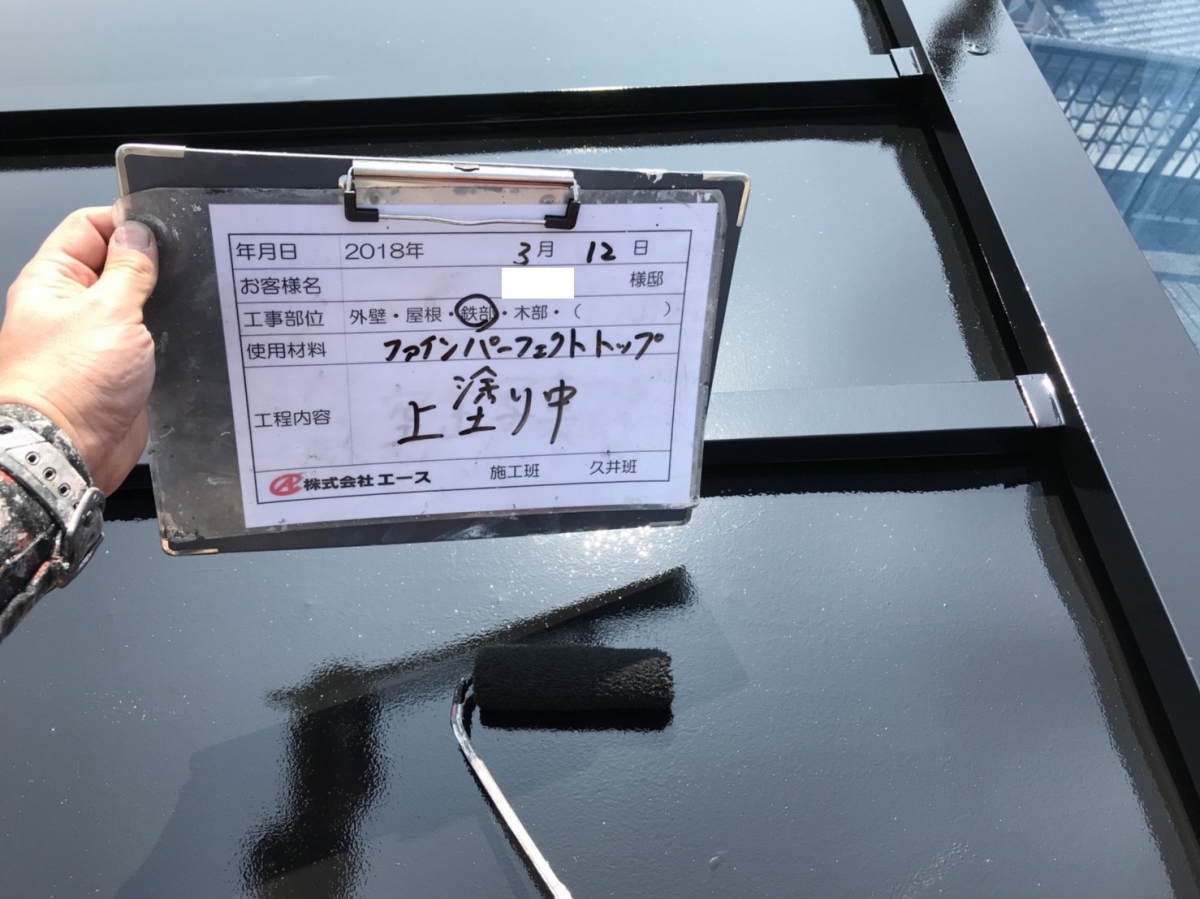 年月日 2018年 3月 12日
お客様名 様邸
工事部位 外壁・屋根・鉄部・木部・( )
使用材料 ファインパーフェクトトップ
工程内容 上塗り中
株式会社エース 施工班 久井班